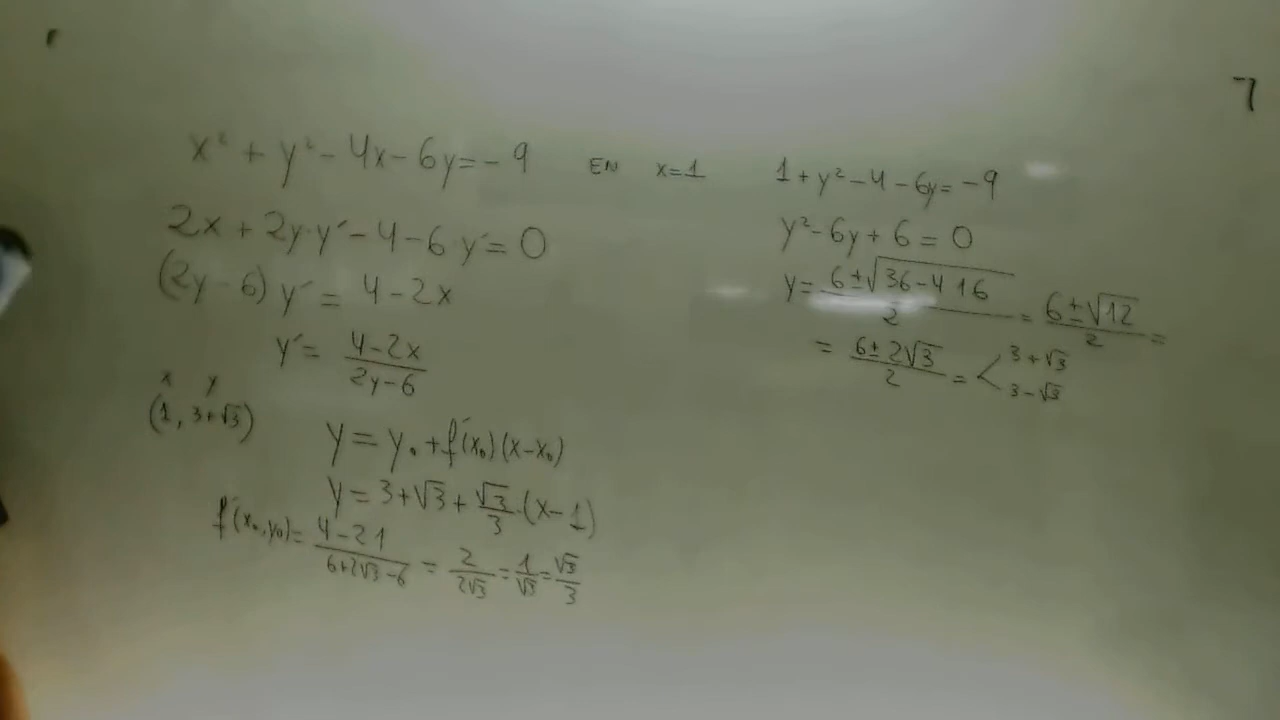 7
x² + y² - 4x - 6y = -9 EN x=1
2x + 2y·y´ - 4 - 6·y´ = 0
(2y - 6) y´ = 4 - 2x
y´ = (4-2x)/(2y-6)
x y
(1, 3+√3)
y = y₀ + f´(x₀)(x-x₀)
y = 3+√3 + √3/3·(x-1)
f´(x₀,y₀) = (4-2·1)/(6+2√3-6) = 2/(2√3) = 1/√3 = √3/3
1 + y² - 4 - 6y = -9
y² - 6y + 6 = 0
y = (6±√(36-4·1·6))/2 = (6±√12)/2 =
= (6±2√3)/2 = < 3+√3
3-√3